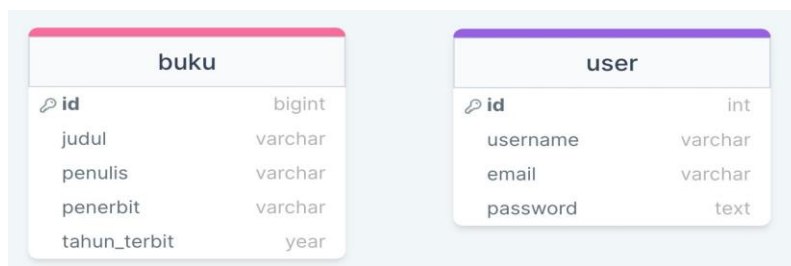 buku
id bigint
judul varchar
penulis varchar
penerbit varchar
tahun_terbit year
user
id int
username varchar
email varchar
password text